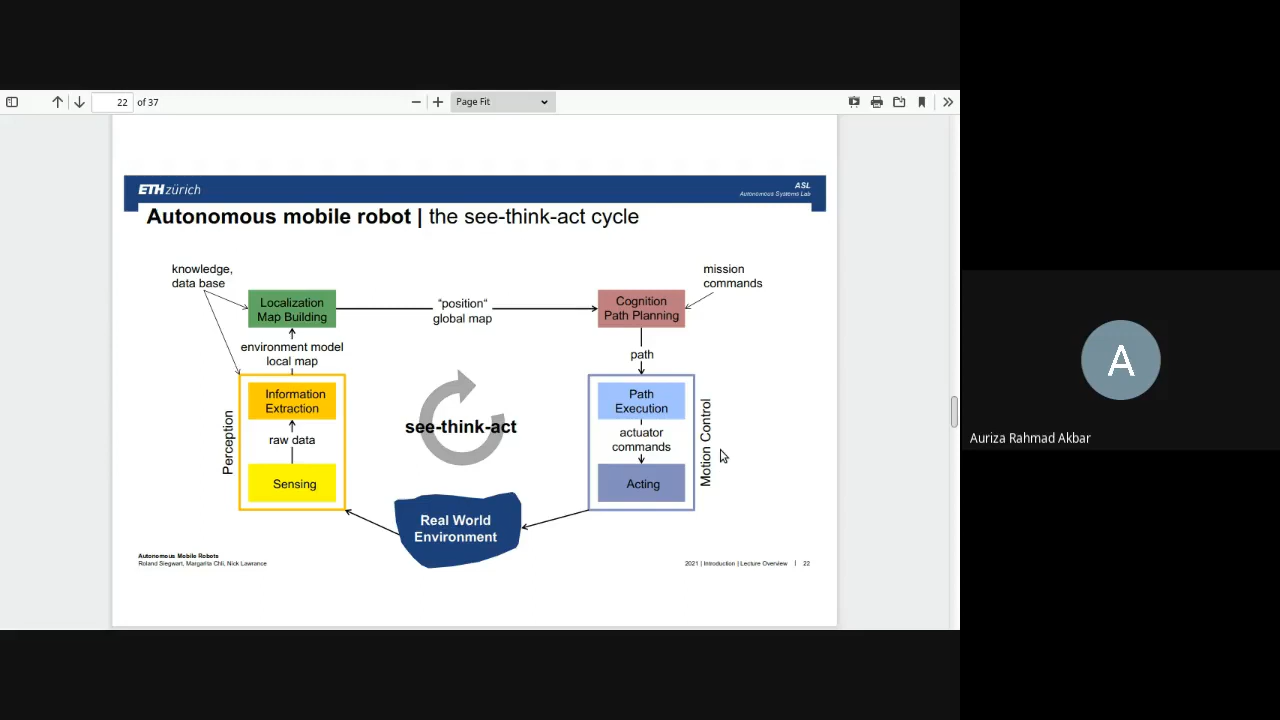 22 of 37
Page Fit
ETH zürich
ASL
Autonomous Systems Lab
Autonomous mobile robot | the see-think-act cycle
knowledge,
data base
mission
commands
Localization
Map Building
"position"
global map
Cognition
Path Planning
environment model
local map
path
Information
Extraction
raw data
Sensing
Perception
see-think-act
Path
Execution
actuator
commands
Acting
Motion Control
Real World
Environment
Autonomous Mobile Robots
Roland Siegwart, Margarita Chli, Nick Lawrance
2021 | Introduction | Lecture Overview | 22
A
Auriza Rahmad Akbar